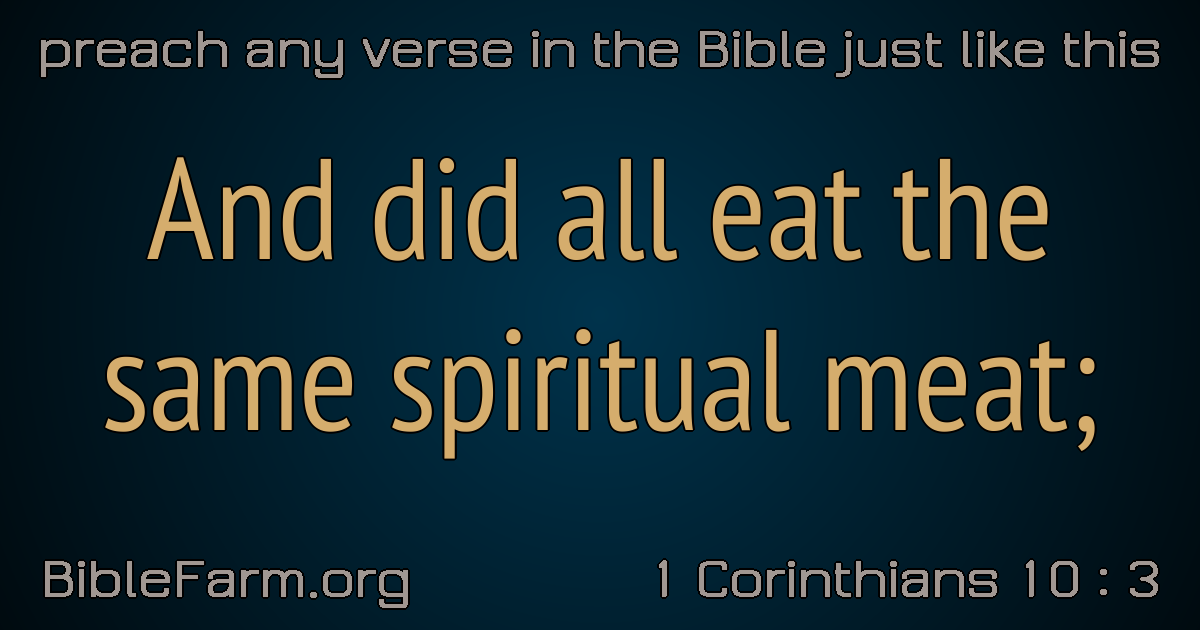 preach any verse in the Bible just like this
And did all eat the
same spiritual meat;
BibleFarm.org
1 Corinthians 10 : 3